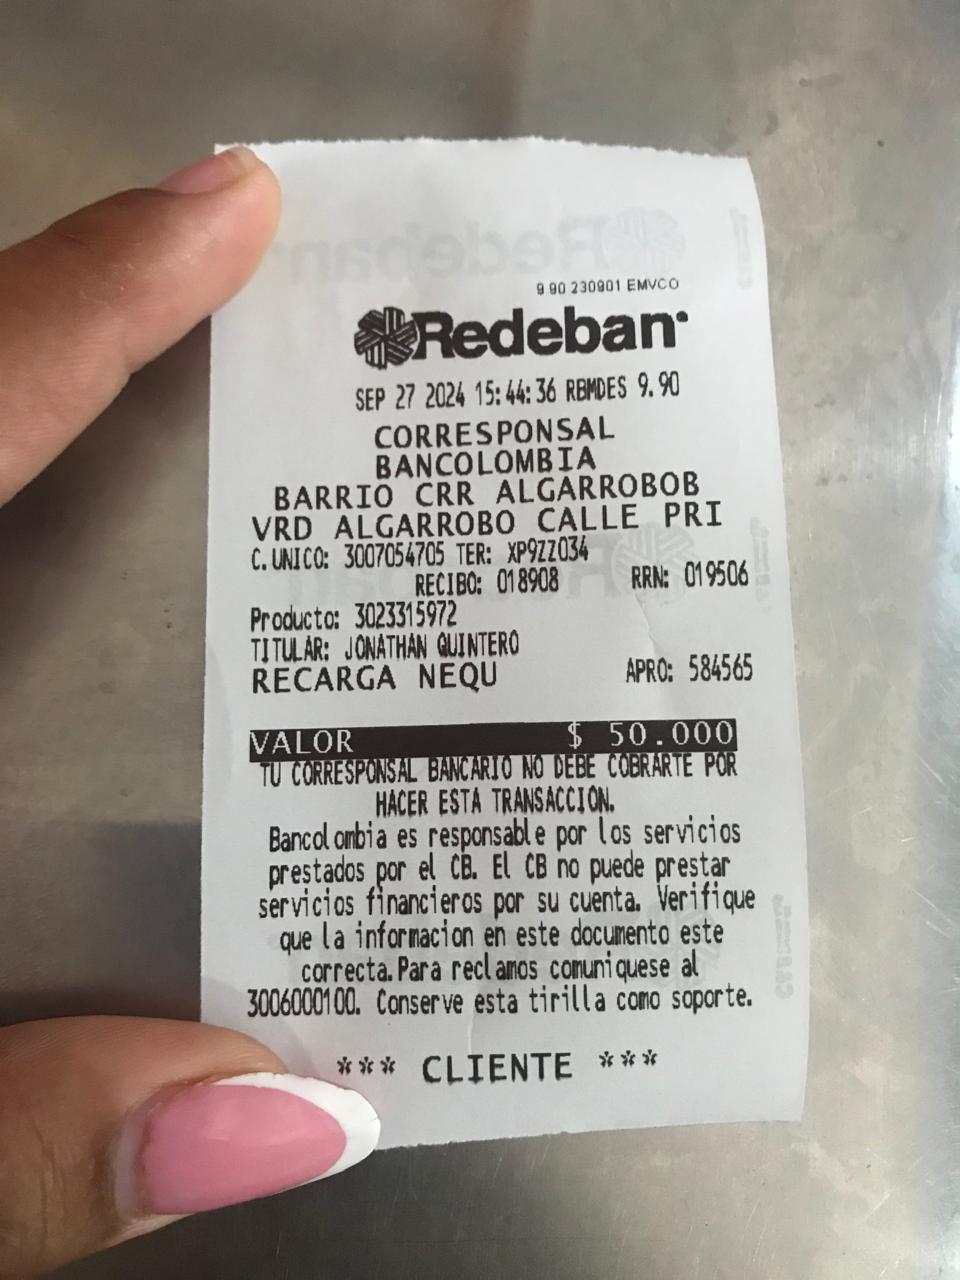 9 90 230901 EMVCO
Redeban
SEP 27 2024 15:44:36 RBMDES 9.90
CORRESPONSAL
BANCOLOMBIA
BARRIO CRR ALGARROBOB
VRD ALGARROBO CALLE PRI
C.UNICO: 3007054705 TER: XP9ZZ034
RECIBO: 018908 RRN: 019506
Producto: 3023315972
TITULAR: JONATHAN QUINTERO
RECARGA NEQU APRO: 584565
VALOR $ 50.000
TU CORRESPONSAL BANCARIO NO DEBE COBRARTE POR
HACER ESTA TRANSACCION.
Bancolombia es responsable por los servicios
prestados por el CB. El CB no puede prestar
servicios financieros por su cuenta. Verifique
que la informacion en este documento este
correcta.Para reclamos comuniquese al
3006000100. Conserve esta tirilla como soporte.
*** CLIENTE ***